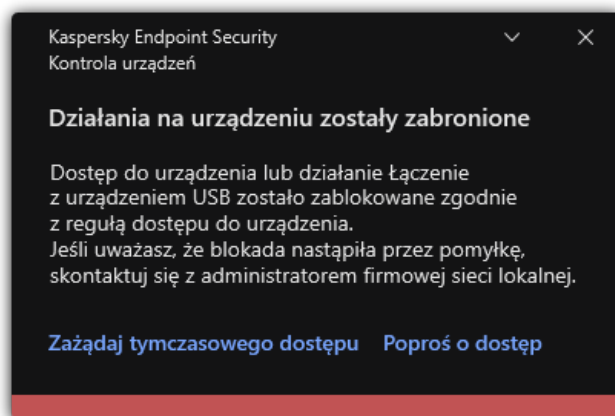 Kaspersky Endpoint Security
Kontrola urządzeń
Działania na urządzeniu zostały zabronione
Dostęp do urządzenia lub działanie Łączenie
z urządzeniem USB zostało zablokowane zgodnie
z regułą dostępu do urządzenia.
Jeśli uważasz, że blokada nastąpiła przez pomyłkę,
skontaktuj się z administratorem firmowej sieci lokalnej.
Zażądaj tymczasowego dostępu Poproś o dostęp